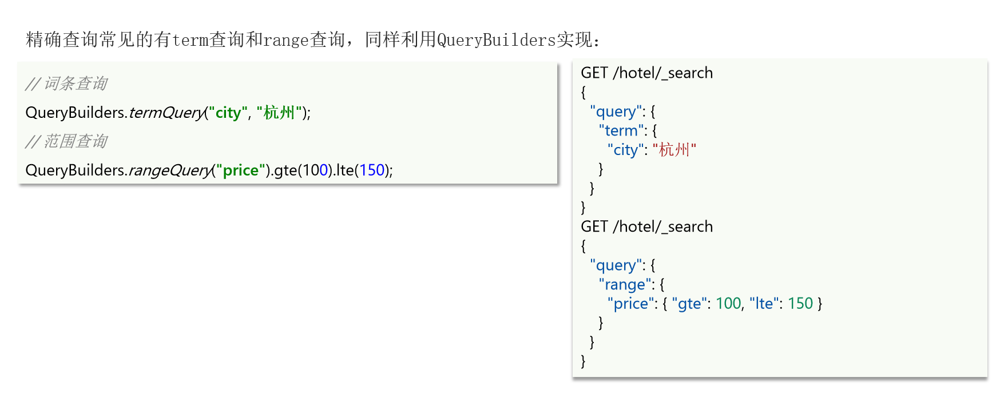 精确查询常见的有term查询和range查询，同样利用QueryBuilders实现：
// 词条查询
QueryBuilders.termQuery("city", "杭州");
// 范围查询
QueryBuilders.rangeQuery("price").gte(100).lte(150);
GET /hotel/_search
{
  "query": {
    "term": {
      "city": "杭州"
    }
  }
}
GET /hotel/_search
{
  "query": {
    "range": {
      "price": { "gte": 100, "lte": 150 }
    }
  }
}